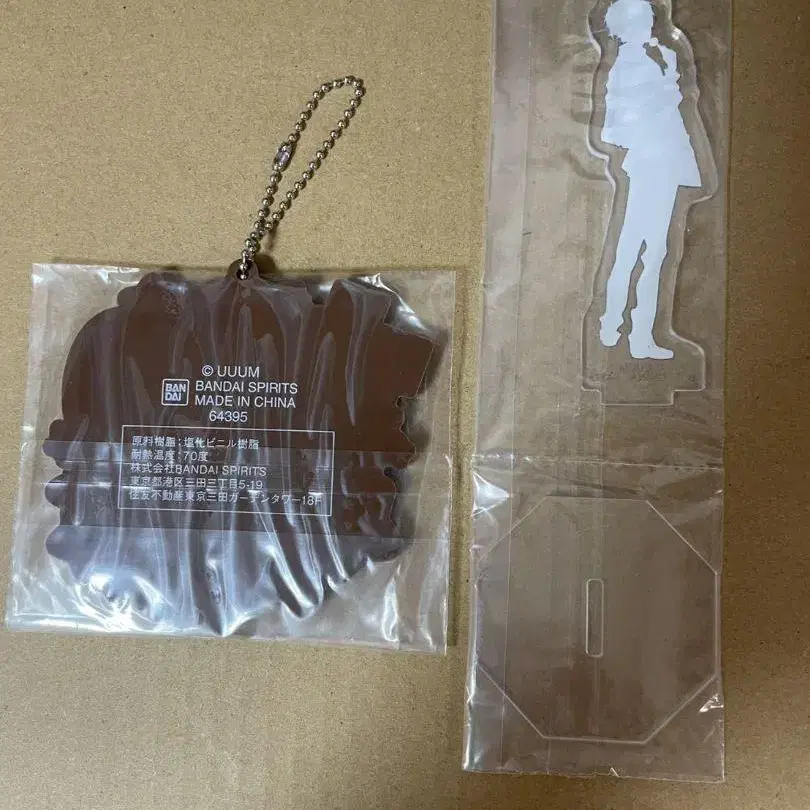 © UUUM
BAN
DAI
BANDAI SPIRITS
MADE IN CHINA
64395
原料樹脂:塩化ビニル樹脂
耐熱温度:70度
株式会社BANDAI SPIRITS
東京都港区三田三丁目5-19
住友不動産東京三田ガーデンタワー18F